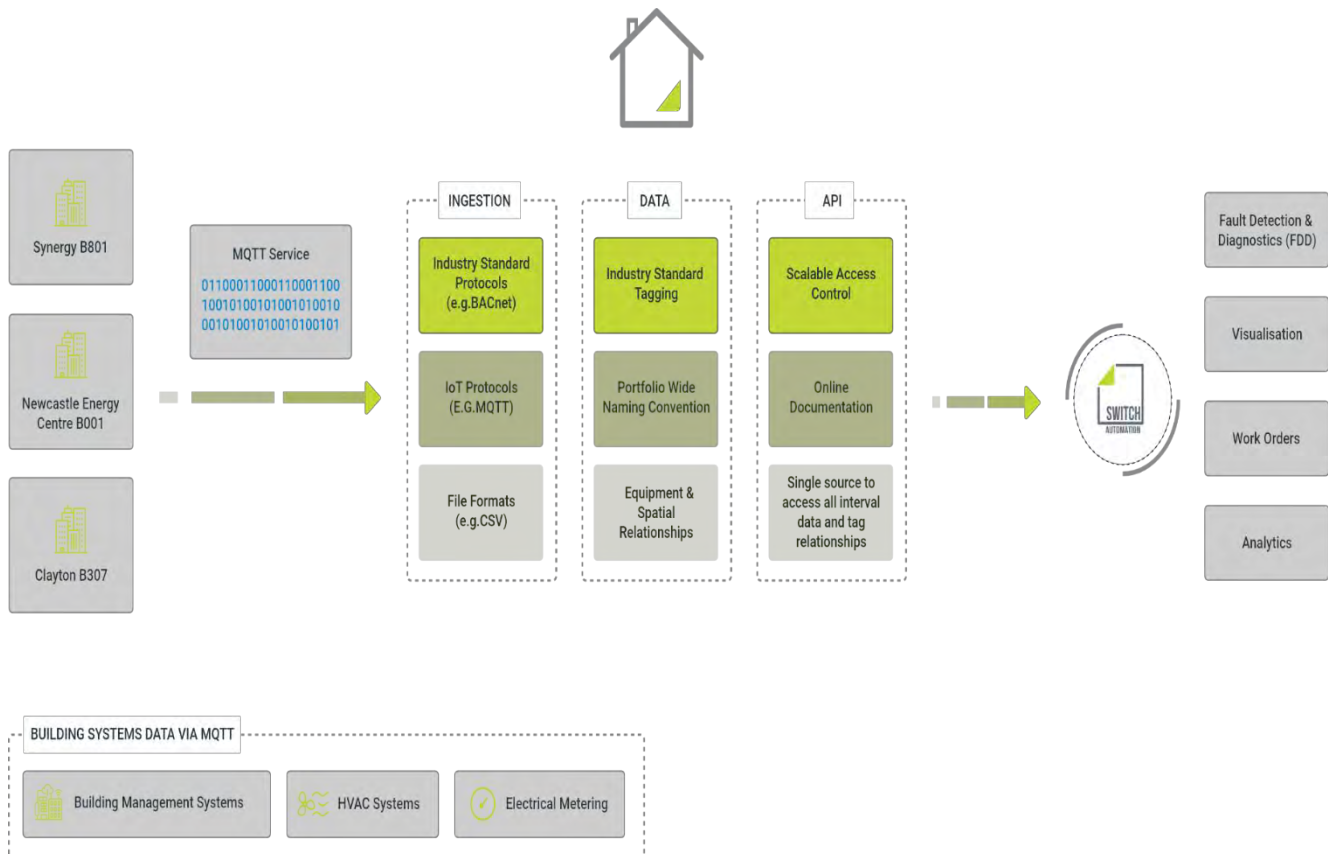 Synergy B801
Newcastle Energy
Centre B001
Clayton B307
MQTT Service
01100011000110001100
10010100101001010010
00101001010010100101
INGESTION
Industry Standard
Protocols
(e.g.BACnet)
IoT Protocols
(E.G.MQTT)
File Formats
(e.g.CSV)
DATA
Industry Standard
Tagging
Portfolio Wide
Naming Convention
Equipment &
Spatial
Relationships
API
Scalable Access
Control
Online
Documentation
Single source to
access all interval
data and tag
relationships
SWITCH
AUTOMATION
Fault Detection &
Diagnostics (FDD)
Visualisation
Work Orders
Analytics
BUILDING SYSTEMS DATA VIA MQTT
Building Management Systems
HVAC Systems
Electrical Metering